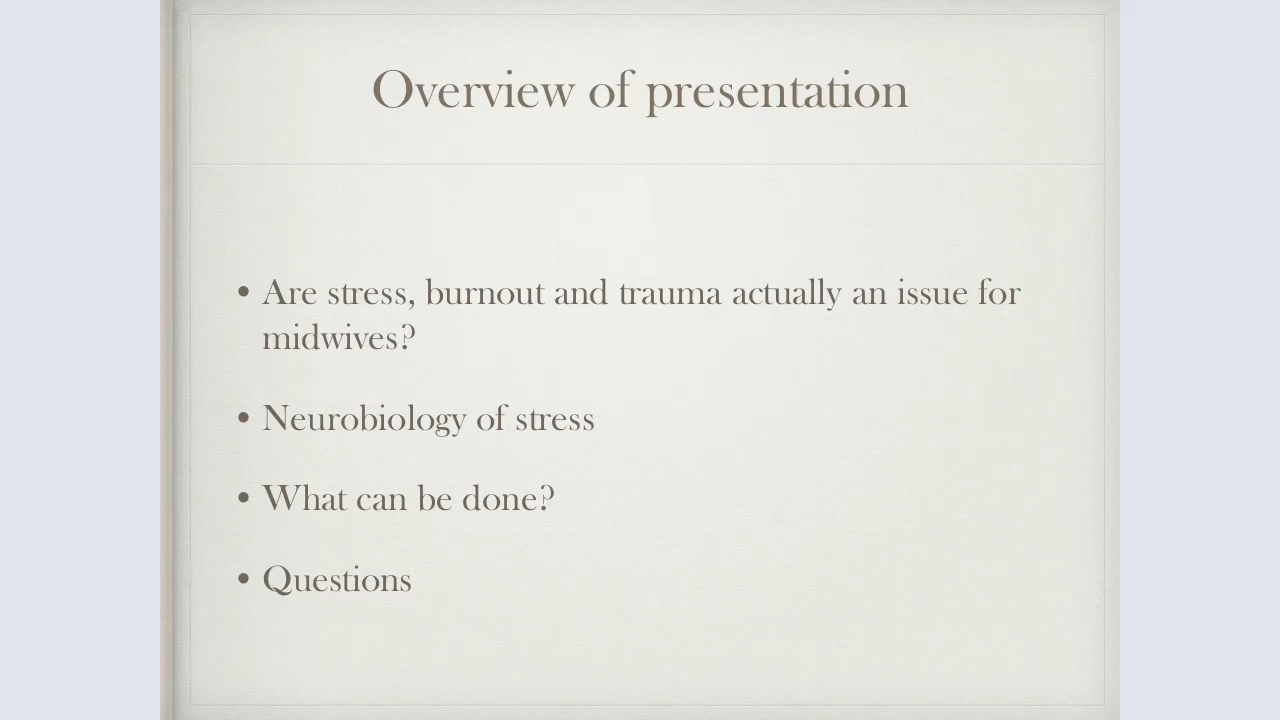 Overview of presentation
• Are stress, burnout and trauma actually an issue for
midwives?
• Neurobiology of stress
• What can be done?
• Questions